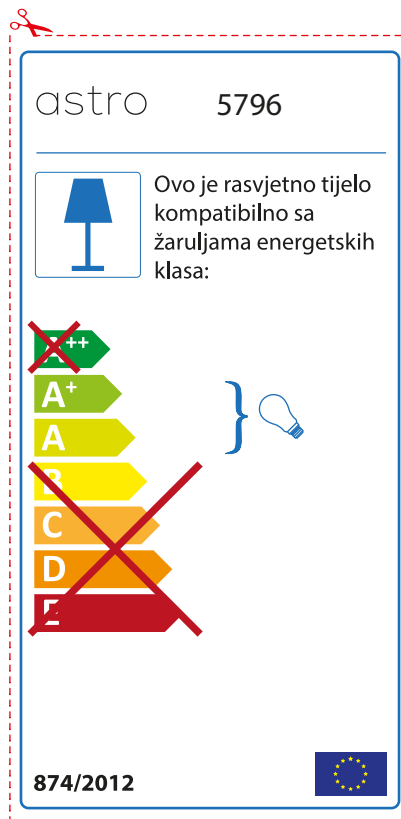 astro 5796
Ovo je rasvjetno tijelo
kompatibilno sa
žaruljama energetskih
klasa:
A++
A+
A
B
C
D
E
874/2012